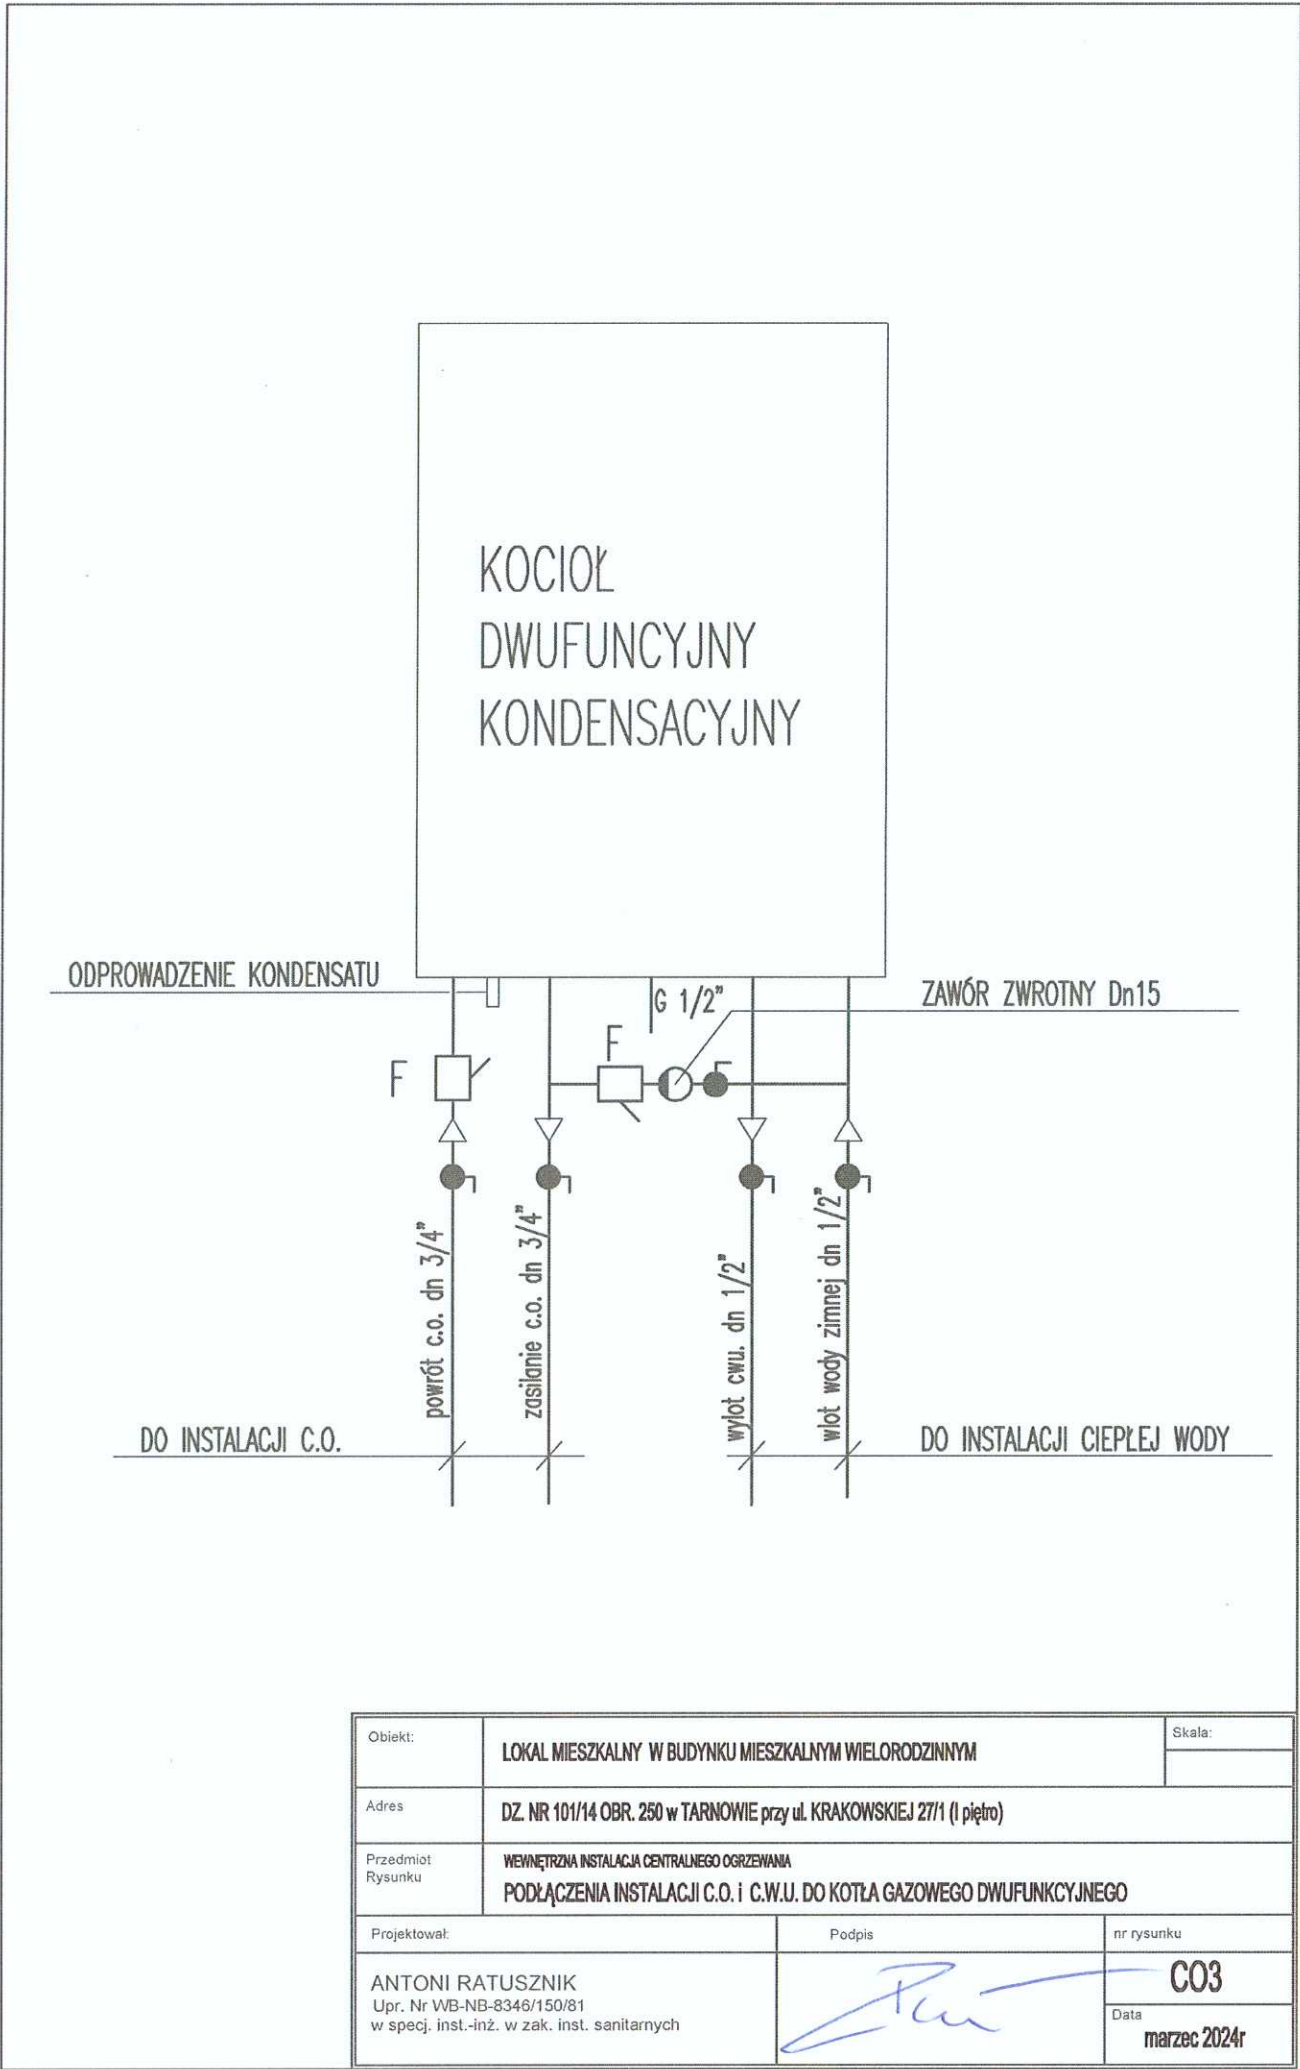 KOCIOŁ
DWUFUNCYJNY
KONDENSACYJNY
ODPROWADZENIE KONDENSATU
G 1/2"
ZAWÓR ZWROTNY Dn15
F
F
powrót c.o. dn 3/4"
zasilanie c.o. dn 3/4"
wylot cwu. dn 1/2"
wlot wody zimnej dn 1/2"
DO INSTALACJI C.O.
DO INSTALACJI CIEPŁEJ WODY
Obiekt:
LOKAL MIESZKALNY W BUDYNKU MIESZKALNYM WIELORODZINNYM
Skala:
Adres
DZ. NR 101/14 OBR. 250 w TARNOWIE przy ul. KRAKOWSKIEJ 27/1 (I piętro)
Przedmiot
Rysunku
WEWNĘTRZNA INSTALACJA CENTRALNEGO OGRZEWANIA
PODŁĄCZENIA INSTALACJI C.O. i C.W.U. DO KOTŁA GAZOWEGO DWUFUNKCYJNEGO
Projektował:
Podpis
nr rysunku
ANTONI RATUSZNIK
Upr. Nr WB-NB-8346/150/81
w specj. inst.-inż. w zak. inst. sanitarnych
CO3
Data
marzec 2024r